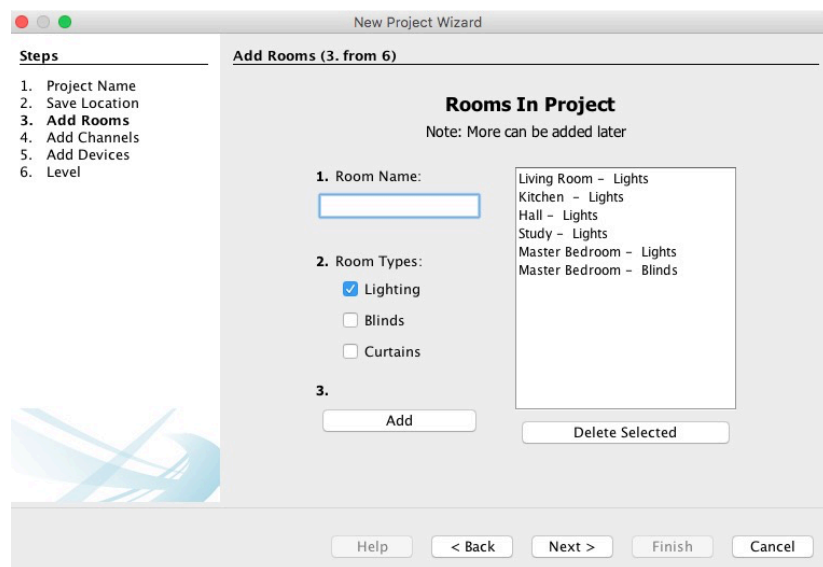 New Project Wizard
Steps
1. Project Name
2. Save Location
3. Add Rooms
4. Add Channels
5. Add Devices
6. Level
Add Rooms (3. from 6)
Rooms In Project
Note: More can be added later
1. Room Name:
2. Room Types:
Lighting
Blinds
Curtains
3.
Add
Living Room – Lights
Kitchen – Lights
Hall – Lights
Study – Lights
Master Bedroom – Lights
Master Bedroom – Blinds
Delete Selected
Help
< Back
Next >
Finish
Cancel